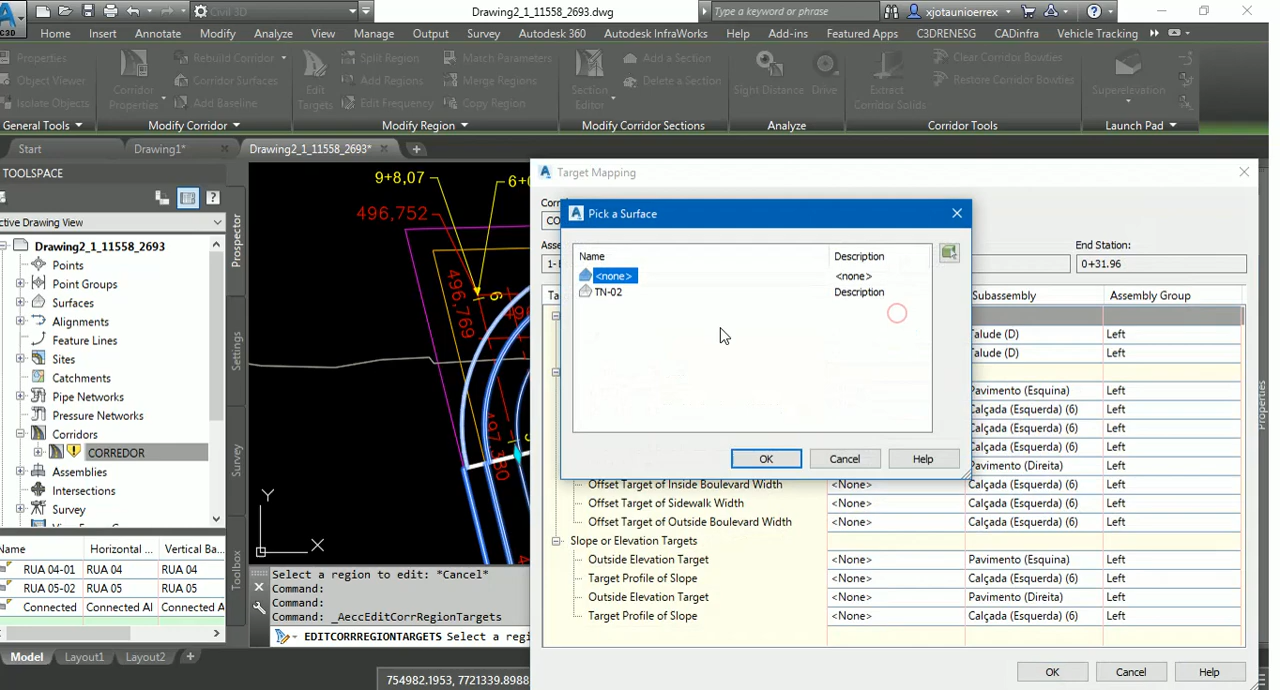 Civil 3D
Drawing2_1_11558_2693.dwg
Type a keyword or phrase
xjotaunioerrex
C3D
Home Insert Annotate Modify Analyze View Manage Output Survey Autodesk 360 Autodesk InfraWorks Help Add-ins Featured Apps C3DRENESG CADinfra Vehicle Tracking
Properties
Object Viewer
Isolate Objects
Corridor Properties
Rebuild Corridor
Corridor Surfaces
Add Baseline
Edit Targets
Split Region
Add Regions
Edit Frequency
Match Parameters
Merge Regions
Copy Region
Section Editor
Add a Section
Delete a Section
Sight Distance
Drive
Extract Corridor Solids
Clear Corridor Bowties
Restore Corridor Bowties
Superelevation
General Tools
Modify Corridor
Modify Region
Modify Corridor Sections
Analyze
Corridor Tools
Launch Pad
Start
Drawing1*
Drawing2_1_11558_2693*
TOOLSPACE
ctive Drawing View
Drawing2_1_11558_2693
Points
Point Groups
Surfaces
Alignments
Feature Lines
Sites
Catchments
Pipe Networks
Pressure Networks
Corridors
CORREDOR
Assemblies
Intersections
Survey
Prospector
Settings
Survey
Toolbox
Name Horizontal ... Vertical Ba...
RUA 04-01 RUA 04 RUA 04
RUA 05-02 RUA 05 RUA 05
Connected Connected Al Connected A
9+8,07
496,752
496,769
497,380
Y
X
Select a region to edit: *Cancel*
Command:
Command:
Command: _AeccEditCorrRegionTargets
EDITCORRREGIONTARGETS Select a regi
Model Layout1 Layout2
Target Mapping
End Station:
0+31.96
Subassembly Assembly Group
Talude (D) Left
Talude (D) Left
Pavimento (Esquina) Left
Calçada (Esquerda) (6) Left
Calçada (Esquerda) (6) Left
Calçada (Esquerda) (6) Left
Pavimento (Direita) Left
Offset Target of Inside Boulevard Width <None> Calçada (Esquerda) (6) Left
Offset Target of Sidewalk Width <None> Calçada (Esquerda) (6) Left
Offset Target of Outside Boulevard Width <None> Calçada (Esquerda) (6) Left
Slope or Elevation Targets
Outside Elevation Target <None> Pavimento (Esquina) Left
Target Profile of Slope <None> Calçada (Esquerda) (6) Left
Outside Elevation Target <None> Pavimento (Direita) Left
Target Profile of Slope <None> Calçada (Esquerda) (6) Left
OK Cancel Help
Properties
Pick a Surface
Name Description
<none> <none>
TN-02 Description
OK Cancel Help